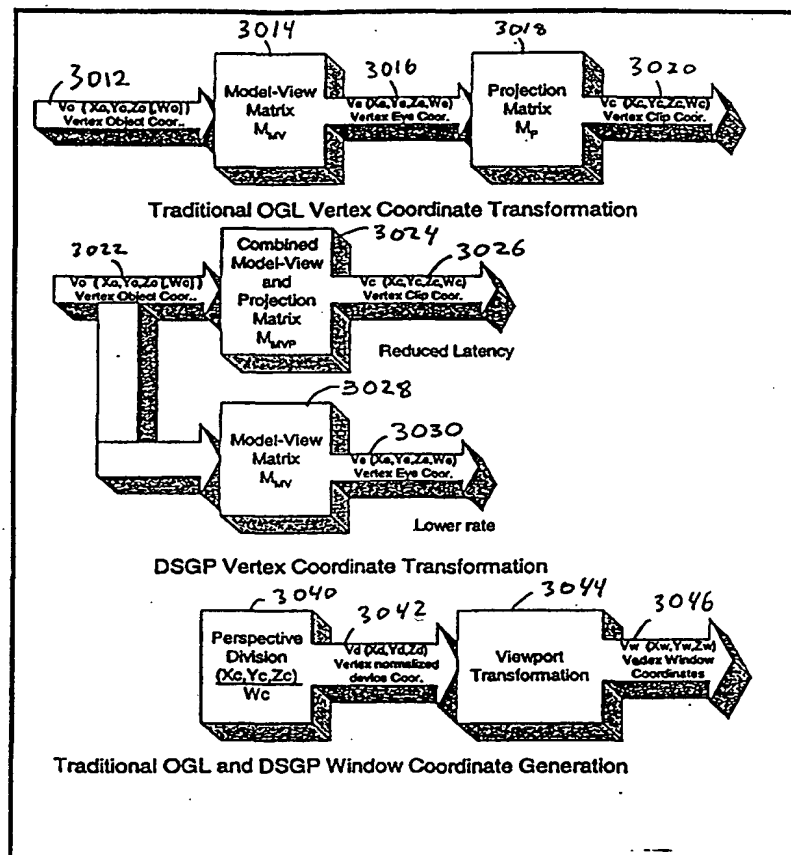 3014
3018
3012
3016
3020
Vo (Xo,Yo,Zo [,Wo] )
Vertex Object Coor..
Model-View
Matrix
MMV
Ve (Xe,Ye,Ze,We)
Vertex Eye Coor.
Projection
Matrix
MP
Vc (Xc,Yc,Zc,Wc)
Vertex Clip Coor.
Traditional OGL Vertex Coordinate Transformation
3022
3024
3026
Vo ( Xo,Yo,Zo [,Wo] )
Vertex Object Coor..
Combined
Model-View
and
Projection
Matrix
MMVP
Vc (Xc,Yc,Zc,Wc)
Vertex Clip Coor.
Reduced Latency
3028
3030
Model-View
Matrix
MMV
Ve (Xe,Ye,Ze,We)
Vertex Eye Coor.
Lower rate
DSGP Vertex Coordinate Transformation
3040
3042
3044
3046
Perspective
Division
(Xc,Yc,Zc)
Wc
Vd (Xd,Yd,Zd)
Vertex normalized
device Coor.
Viewport
Transformation
Vw (Xw,Yw,Zw)
Vertex Window
Coordinates
Traditional OGL and DSGP Window Coordinate Generation